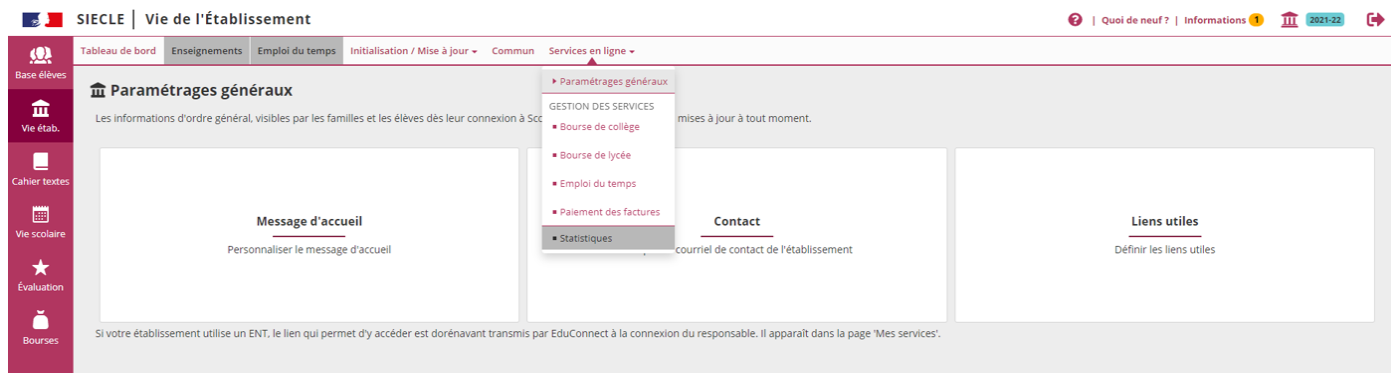 SIECLE | Vie de l'Établissement
| Quoi de neuf ? | Informations 1 2021-22
Tableau de bord Enseignements Emploi du temps Initialisation / Mise à jour Commun Services en ligne
Base élèves
Vie étab.
Cahier textes
Vie scolaire
Évaluation
Bourses
Paramétrages généraux
Les informations d'ordre général, visibles par les familles et les élèves dès leur connexion à Sco
mises à jour à tout moment.
Paramétrages généraux
GESTION DES SERVICES
Bourse de collège
Bourse de lycée
Emploi du temps
Paiement des factures
Statistiques
Message d'accueil
Personnaliser le message d'accueil
Contact
courriel de contact de l'établissement
Liens utiles
Définir les liens utiles
Si votre établissement utilise un ENT, le lien qui permet d'y accéder est dorénavant transmis par EduConnect à la connexion du responsable. Il apparaît dans la page 'Mes services'.